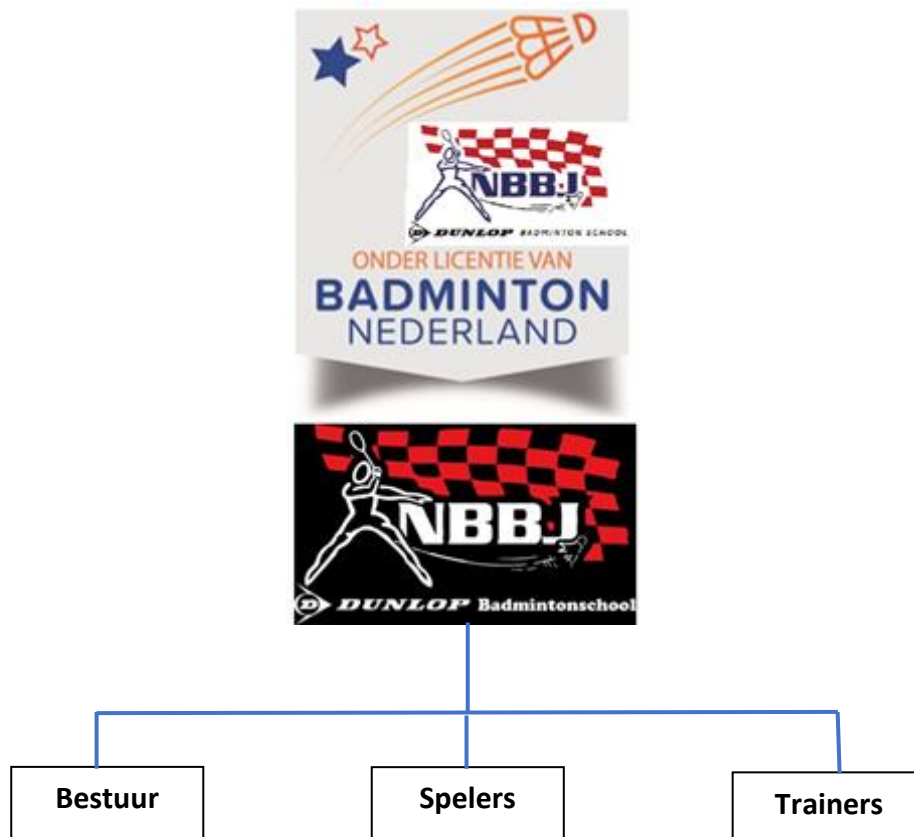 NBBJ
D DUNLOP BADMINTON SCHOOL
ONDER LICENTIE VAN
BADMINTON
NEDERLAND
NBBJ
D DUNLOP Badmintonschool
Bestuur
Spelers
Trainers